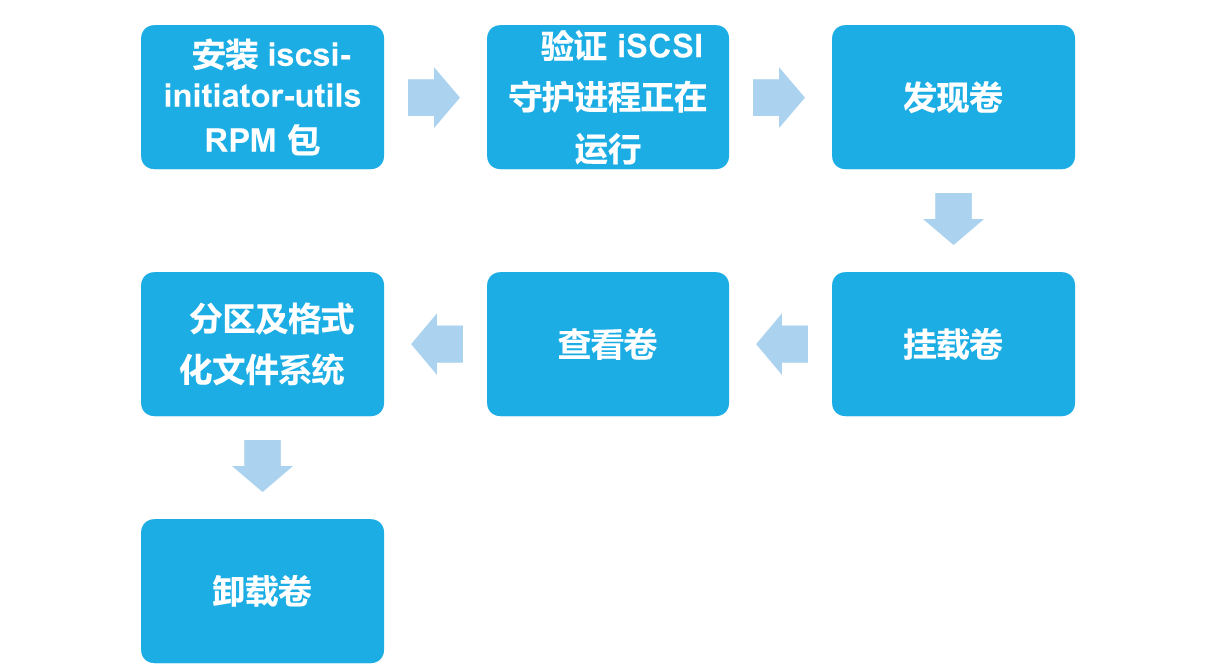 安装 iscsi-
initiator-utils
RPM 包
验证 iSCSI
守护进程正在
运行
发现卷
挂载卷
查看卷
分区及格式
化文件系统
卸载卷